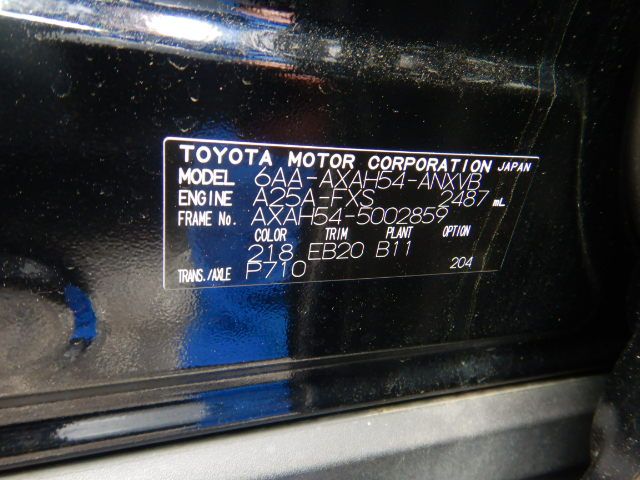 TOYOTA MOTOR CORPORATION JAPAN
MODEL 6AA-AXAH54-ANXVB
ENGINE A25A-FXS 2487 mL
FRAME No. AXAH54-5002859
COLOR TRIM PLANT OPTION
218 EB20 B11
TRANS./AXLE P710 204